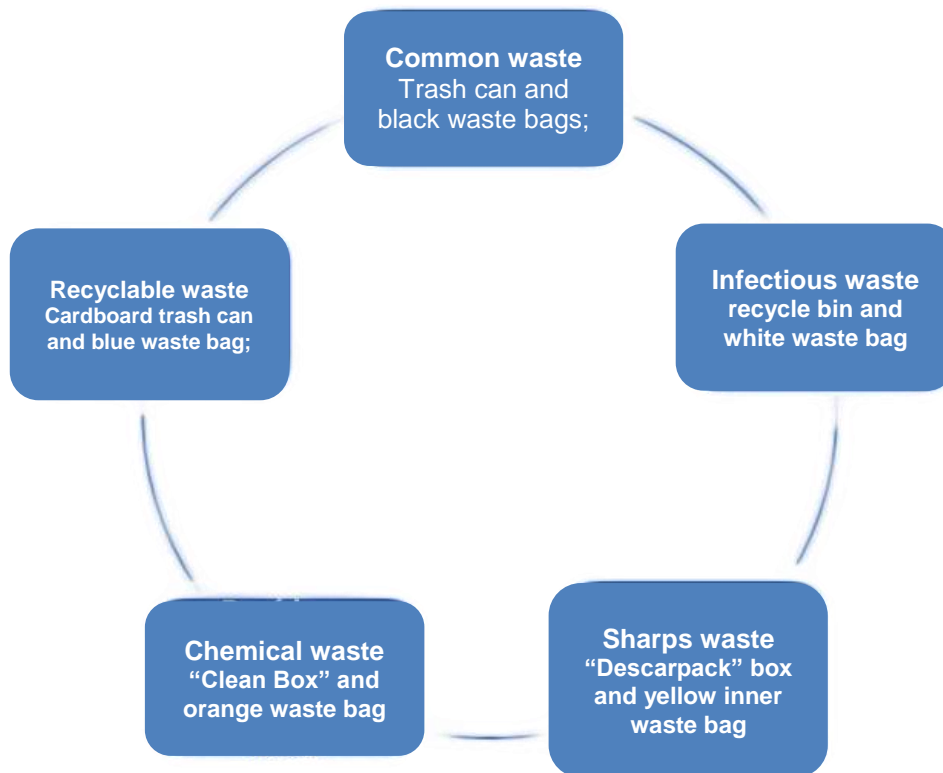 Common waste
Trash can and
black waste bags;
Recyclable waste
Cardboard trash can
and blue waste bag;
Infectious waste
recycle bin and
white waste bag
Chemical waste
“Clean Box” and
orange waste bag
Sharps waste
“Descarpack” box
and yellow inner
waste bag